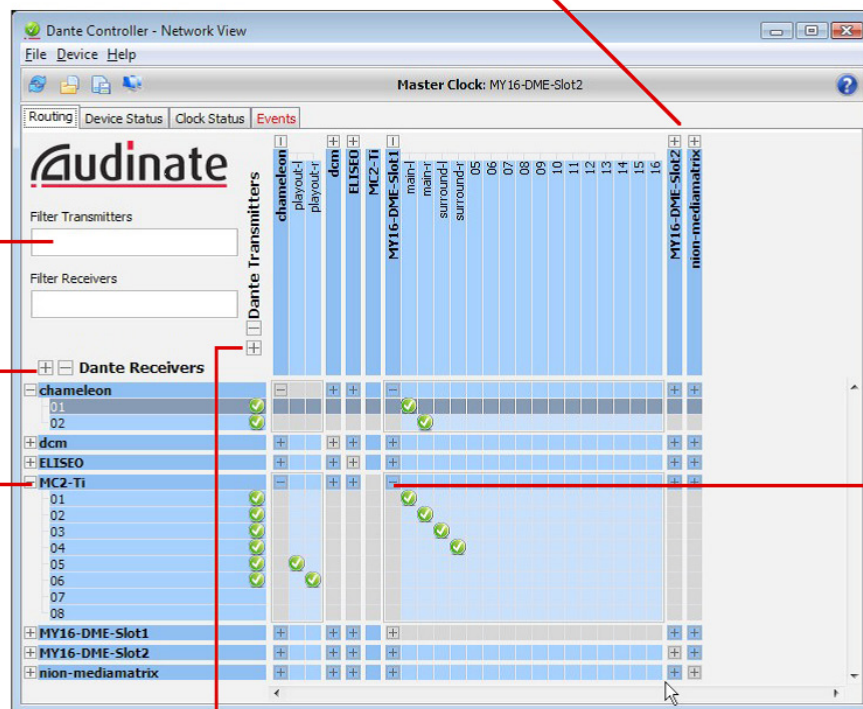 Dante Controller - Network View
File Device Help
Master Clock: MY16-DME-Slot2
Routing Device Status Clock Status Events
Audinate
Filter Transmitters
Filter Receivers
Dante Transmitters
Dante Receivers
chameleon
playout-l
playout-r
dcm
ELISEO
MC2-Ti
MY16-DME-Slot1
main-l
main-r
surround-l
surround-r
05
06
07
08
09
10
11
12
13
14
15
16
MY16-DME-Slot2
nion-mediamatrix
chameleon
01
02
dcm
ELISEO
MC2-Ti
01
02
03
04
05
06
07
08
MY16-DME-Slot1
MY16-DME-Slot2
nion-mediamatrix